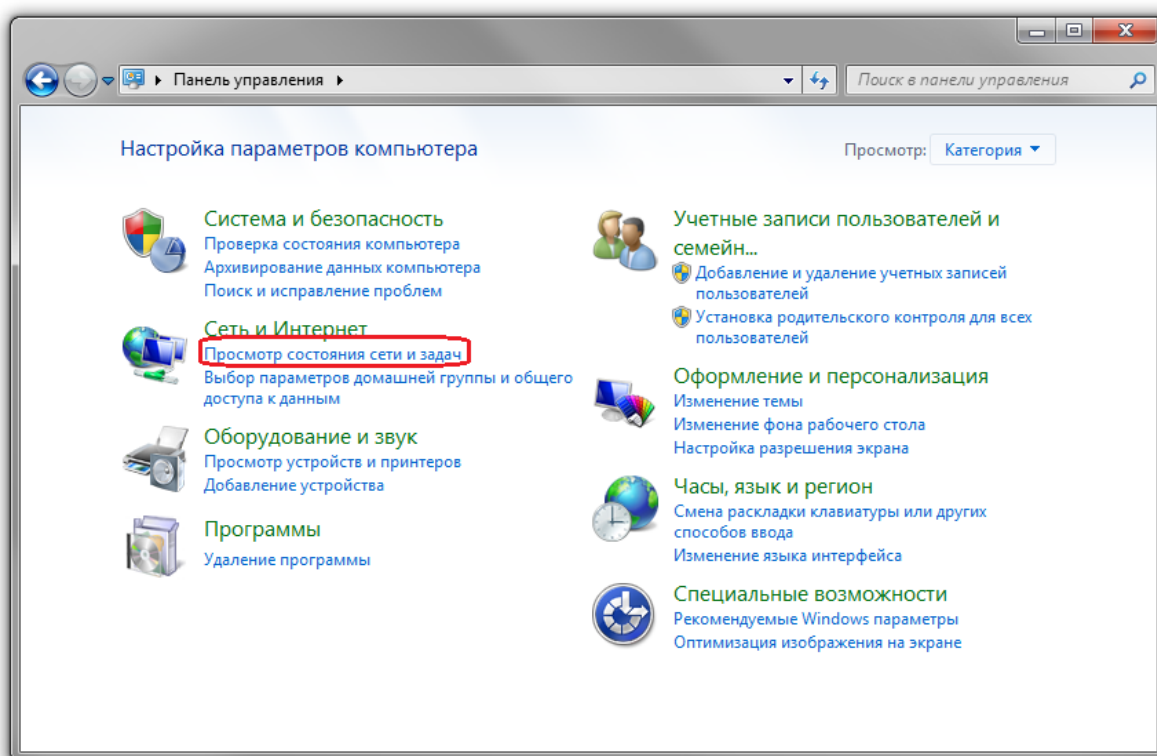 Панель управления
Поиск в панели управления
Настройка параметров компьютера
Просмотр: Категория
Система и безопасность
Проверка состояния компьютера
Архивирование данных компьютера
Поиск и исправление проблем
Сеть и Интернет
Просмотр состояния сети и задач
Выбор параметров домашней группы и общего
доступа к данным
Оборудование и звук
Просмотр устройств и принтеров
Добавление устройства
Программы
Удаление программы
Учетные записи пользователей и
семейн...
Добавление и удаление учетных записей
пользователей
Установка родительского контроля для всех
пользователей
Оформление и персонализация
Изменение темы
Изменение фона рабочего стола
Настройка разрешения экрана
Часы, язык и регион
Смена раскладки клавиатуры или других
способов ввода
Изменение языка интерфейса
Специальные возможности
Рекомендуемые Windows параметры
Оптимизация изображения на экране